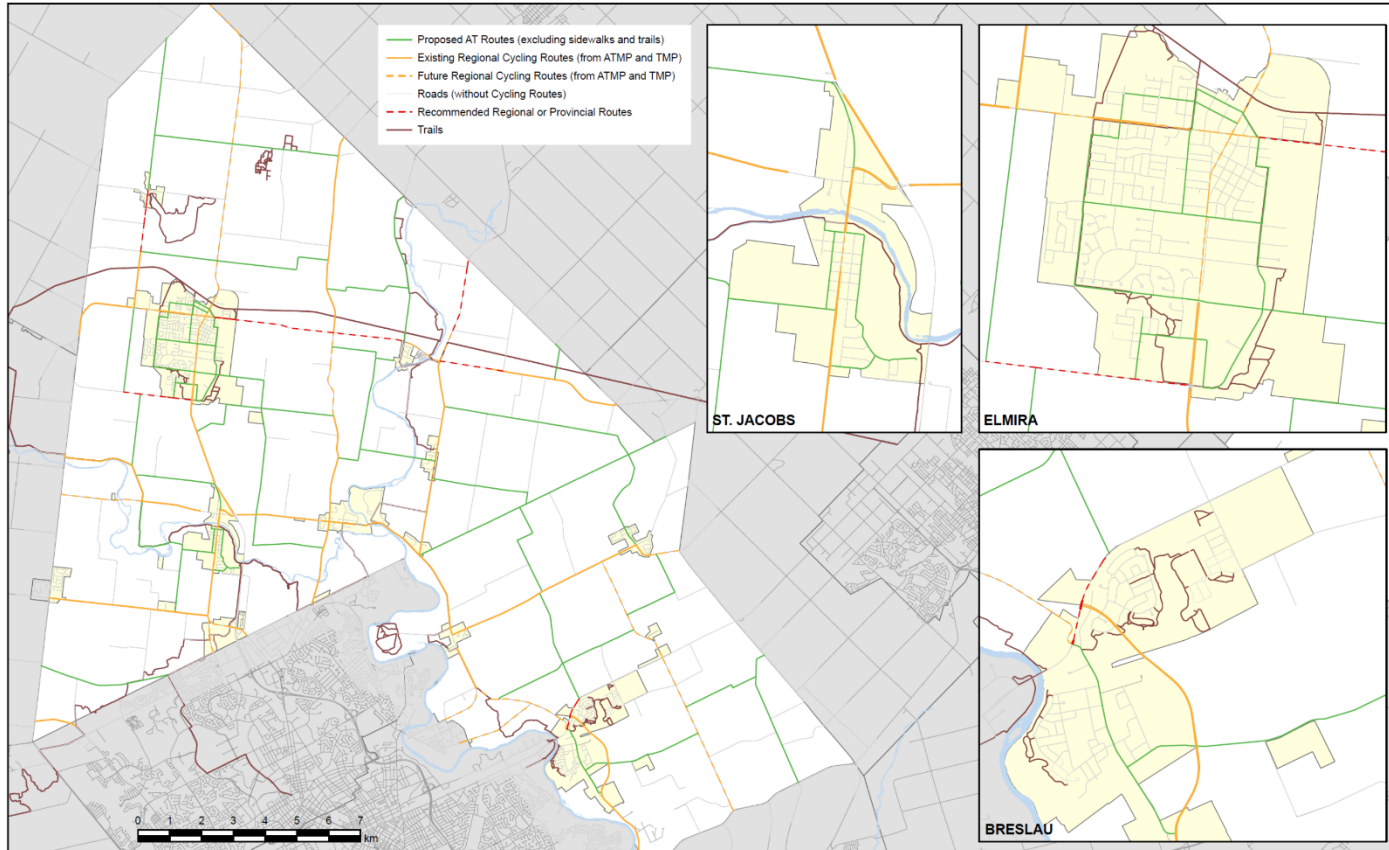 Proposed AT Routes (excluding sidewalks and trails)
Existing Regional Cycling Routes (from ATMP and TMP)
Future Regional Cycling Routes (from ATMP and TMP)
Roads (without Cycling Routes)
Recommended Regional or Provincial Routes
Trails
ST. JACOBS
ELMIRA
BRESLAU
0 1 2 3 4 5 6 7
km